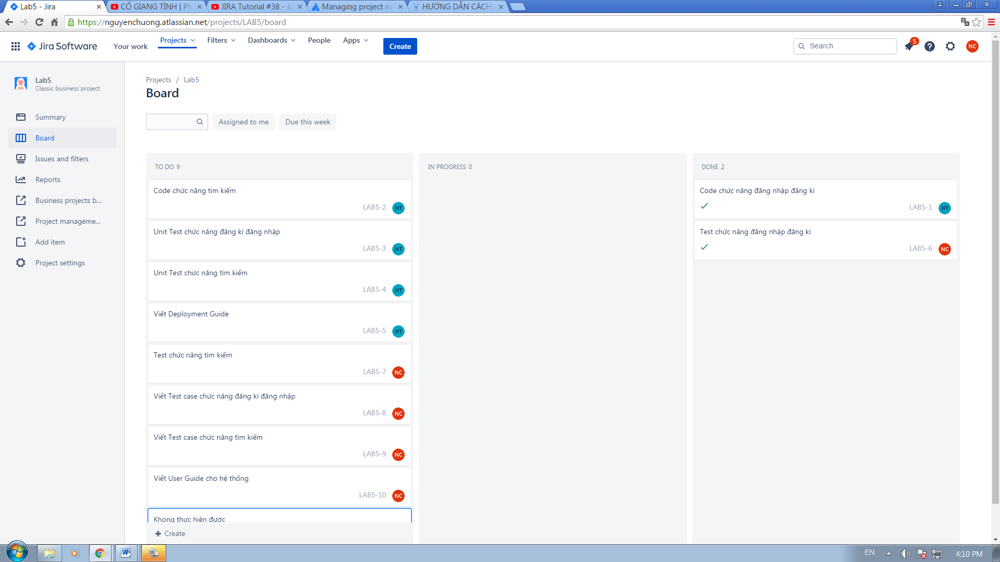 Lab5 - Jira
CỐ GIANG TÌNH | Ph
JIRA Tutorial #38 - JI
Managing project ro
HƯỚNG DẪN CÁCH
https://nguyenchuong.atlassian.net/projects/LAB5/board
Jira Software
Your work
Projects
Filters
Dashboards
People
Apps
Create
Search
5
NC
Lab5
Classic business project
Summary
Board
Issues and filters
Reports
Business projects b...
Project manageme...
Add item
Project settings
Projects / Lab5
Board
Assigned to me
Due this week
TO DO 9
Code chức năng tìm kiếm
LAB5-2 HT
Unit Test chức năng đăng kí đăng nhập
LAB5-3 HT
Unit Test chức năng tìm kiếm
LAB5-4 HT
Viết Deployment Guide
LAB5-5 HT
Test chức năng tìm kiếm
LAB5-7 NC
Viết Test case chức năng đăng kí đăng nhập
LAB5-8 NC
Viết Test case chức năng tìm kiếm
LAB5-9 NC
Viết User Guide cho hệ thống
LAB5-10 NC
Khong thực hiện được
Create
IN PROGRESS 0
DONE 2
Code chức năng đăng nhập đăng kí
LAB5-1 HT
Test chức năng đăng nhập đăng kí
LAB5-6 NC
EN
4:10 PM